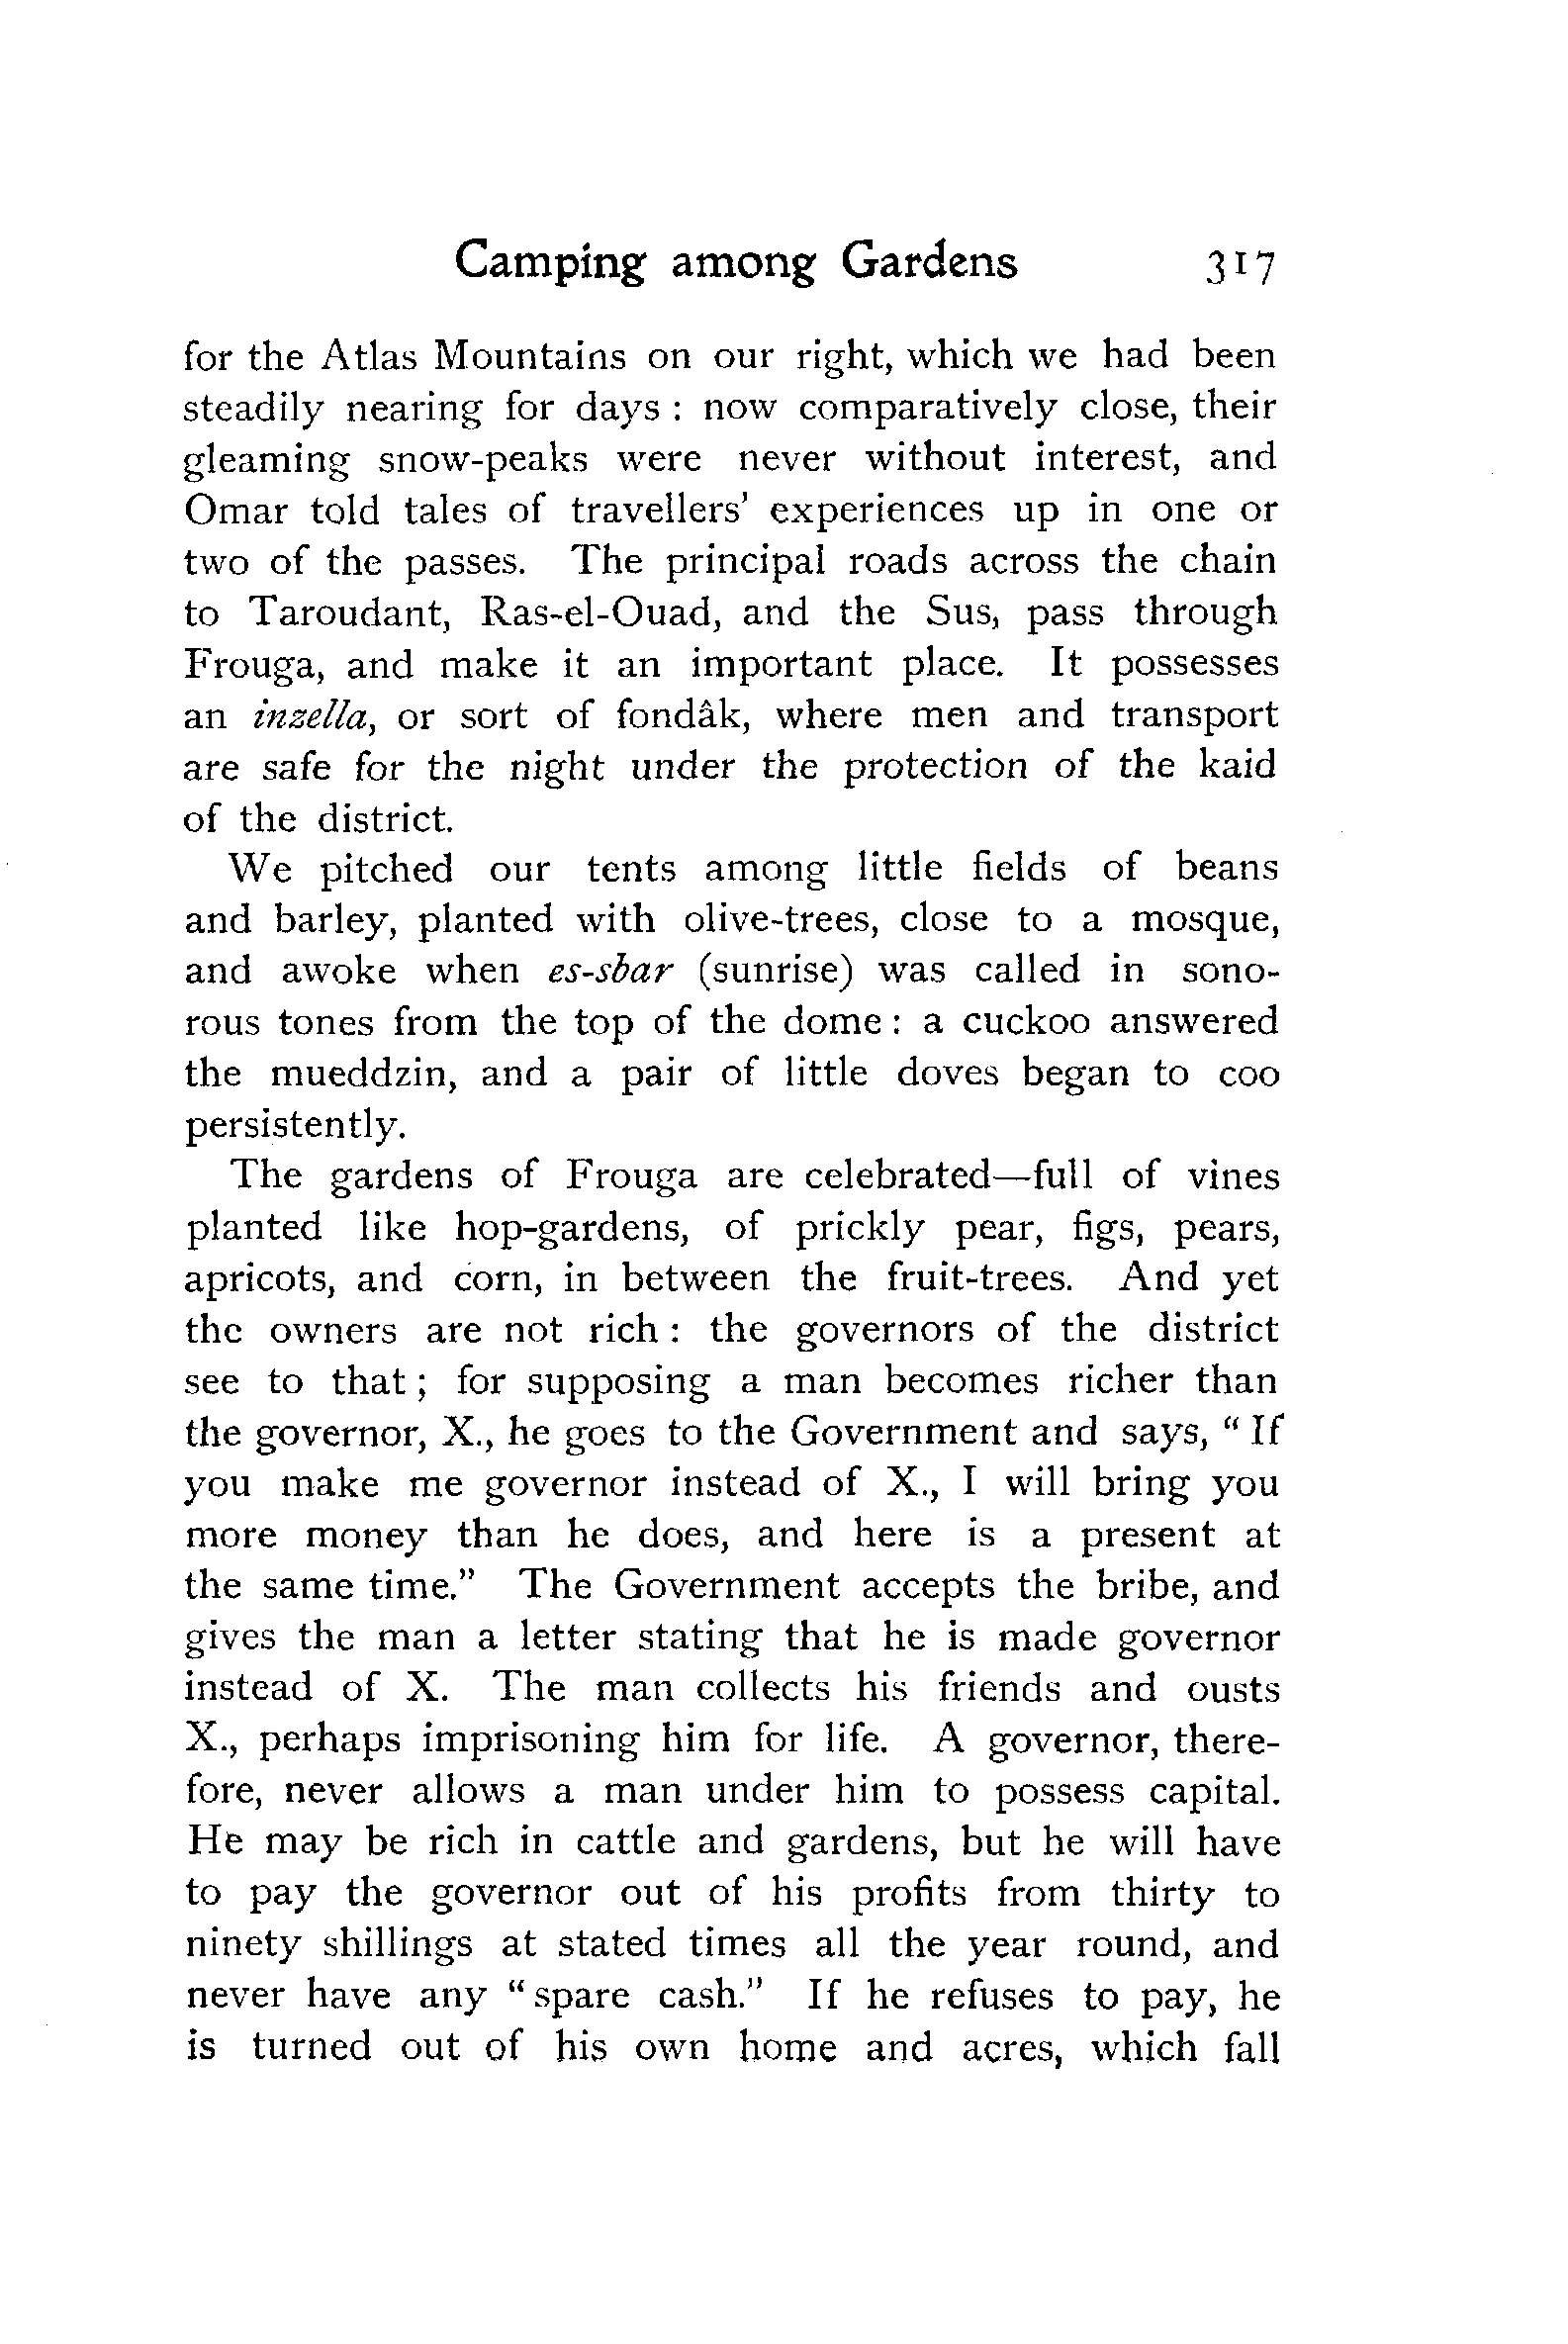 Camping among Gardens 317
for the Atlas Mountains on our right, which we had been
steadily nearing for days : now comparatively close, their
gleaming snow-peaks were never without interest, and
Omar told tales of travellers' experiences up in one or
two of the passes. The principal roads across the chain
to Taroudant, Ras-el-Ouad, and the Sus, pass through
Frouga, and make it an important place. It possesses
an inzella, or sort of fondâk, where men and transport
are safe for the night under the protection of the kaid
of the district.
We pitched our tents among little fields of beans
and barley, planted with olive-trees, close to a mosque,
and awoke when es-sbar (sunrise) was called in sono-
rous tones from the top of the dome : a cuckoo answered
the mueddzin, and a pair of little doves began to coo
persistently.
The gardens of Frouga are celebrated—full of vines
planted like hop-gardens, of prickly pear, figs, pears,
apricots, and corn, in between the fruit-trees. And yet
the owners are not rich : the governors of the district
see to that ; for supposing a man becomes richer than
the governor, X., he goes to the Government and says, " If
you make me governor instead of X., I will bring you
more money than he does, and here is a present at
the same time." The Government accepts the bribe, and
gives the man a letter stating that he is made governor
instead of X. The man collects his friends and ousts
X., perhaps imprisoning him for life. A governor, there-
fore, never allows a man under him to possess capital.
He may be rich in cattle and gardens, but he will have
to pay the governor out of his profits from thirty to
ninety shillings at stated times all the year round, and
never have any " spare cash." If he refuses to pay, he
is turned out of his own home and acres, which fall